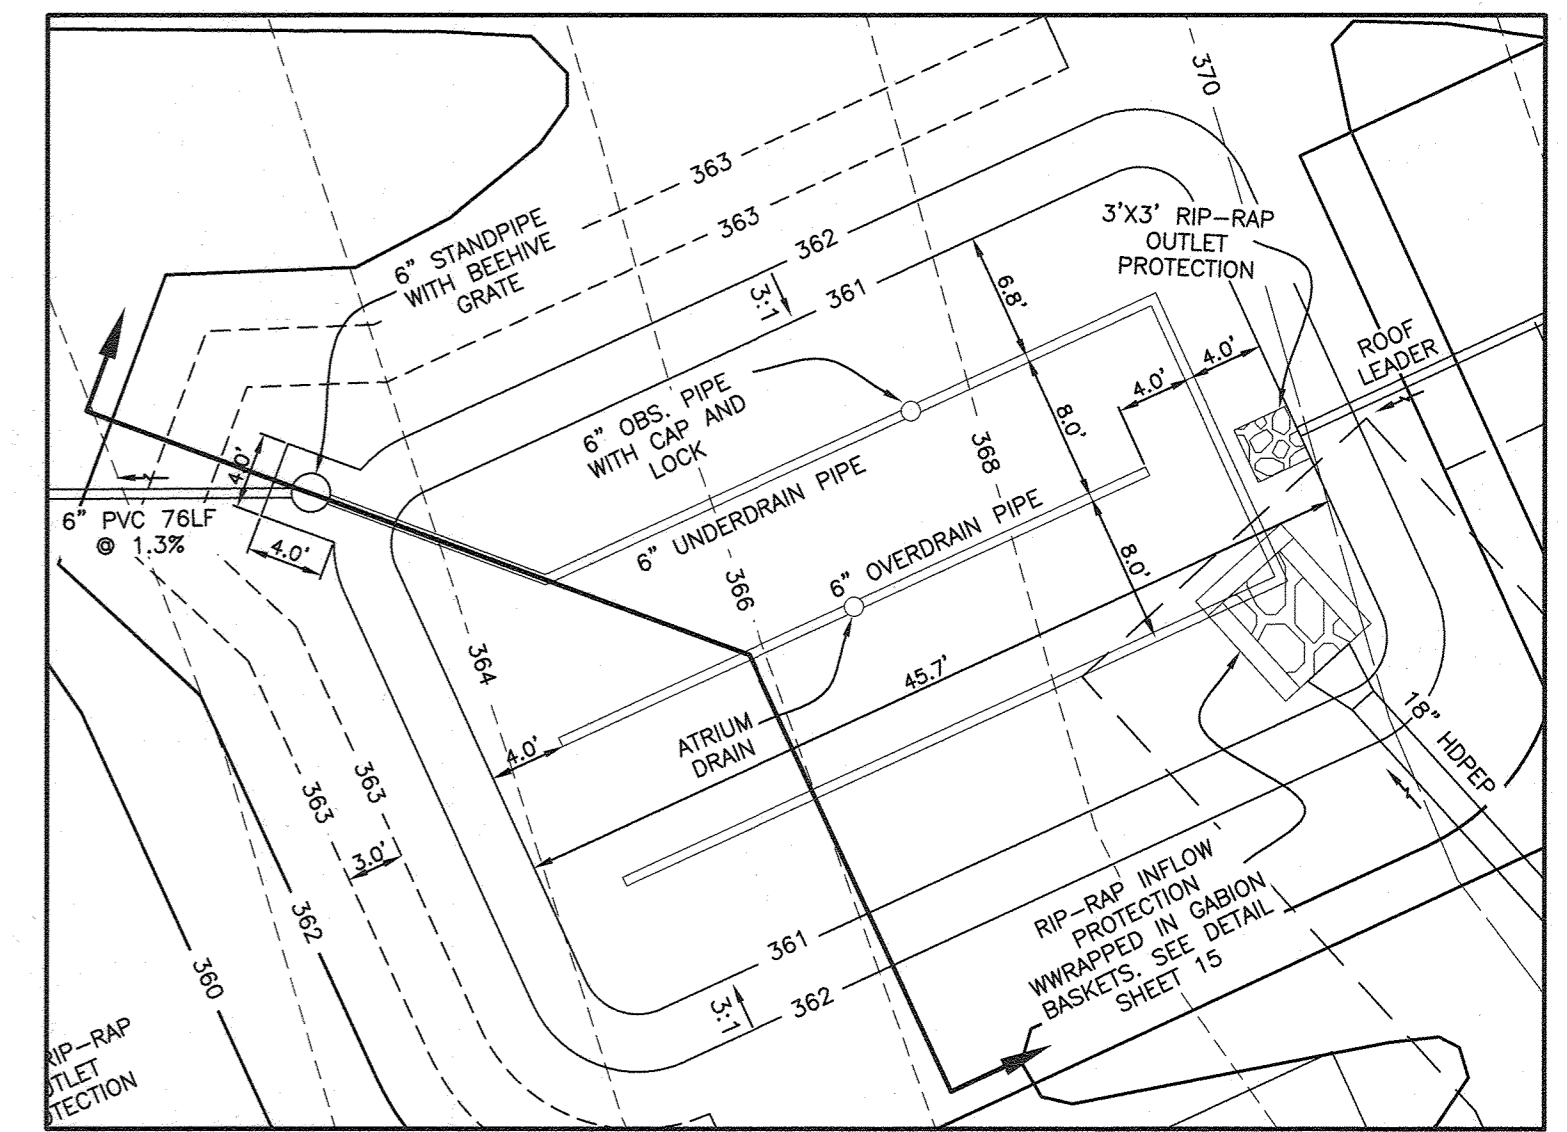 370
363
363
362
361
3:1
6" STANDPIPE
WITH BEEHIVE
GRATE
3'X3' RIP-RAP
OUTLET
PROTECTION
6.8'
ROOF
LEADER
4.0'
4.0'
6" OBS. PIPE
WITH CAP AND
LOCK
8.0'
368
4.0'
6" PVC 76LF
@ 1.3%
4.0'
6" UNDERDRAIN PIPE
6" OVERDRAIN PIPE
8.0'
366
364
45.7'
ATRIUM
DRAIN
4.0'
18" HDPEP
363
363
3.0'
362
360
361
362
3:1
RIP-RAP INFLOW
PROTECTION
WWRAPPED IN GABION
BASKETS. SEE DETAIL
SHEET 15
RIP-RAP
TLET
TECTION